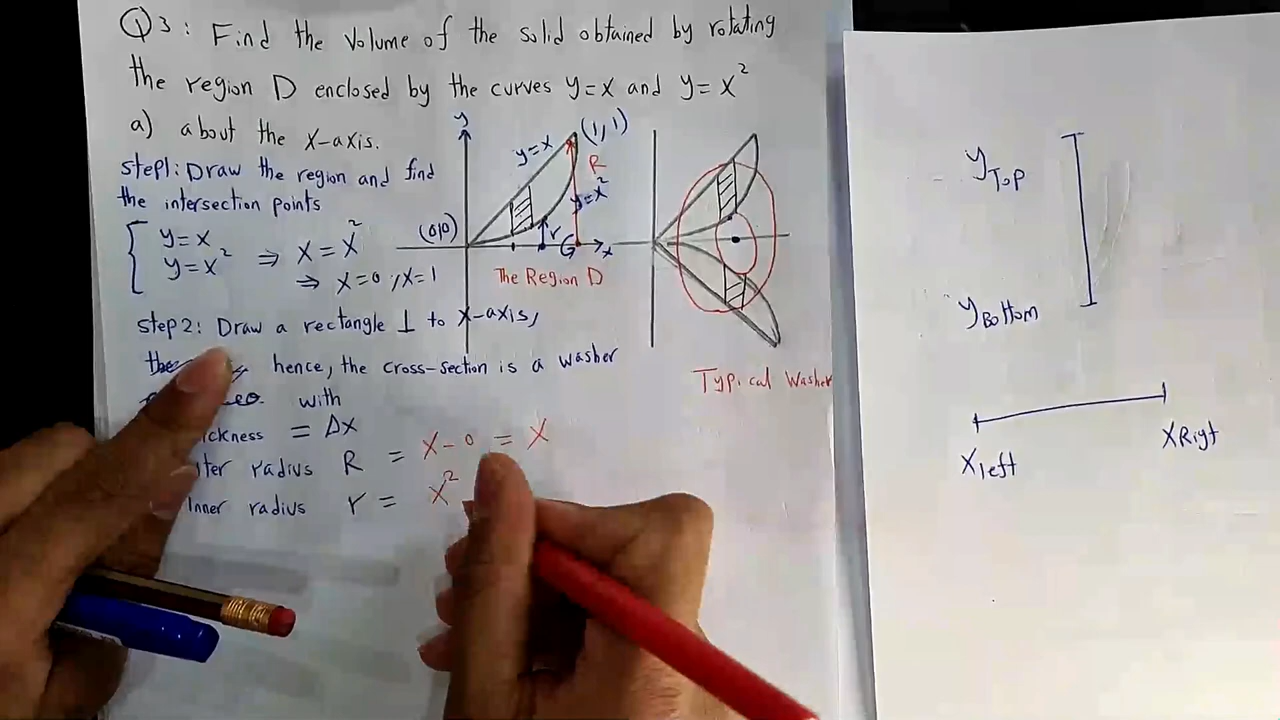 Q3: Find the Volume of the solid obtained by rotating
the region D enclosed by the curves y=x and y=x²
a) about the X-axis.
step1: Draw the region and find
the intersection points
y=x
y=x² ⇒ x=x²
⇒ x=0, x=1
step2: Draw a rectangle ⊥ to X-axis,
hence, the cross-section is a washer
with
ickness = Δx
ter radius R = x-0 = x
Inner radius r = x²
y
y=x
(1,1)
R
y=x²
(0,0)
r
x
The Region D
Typical Washer
y Top
y Bottom
x left
x Right